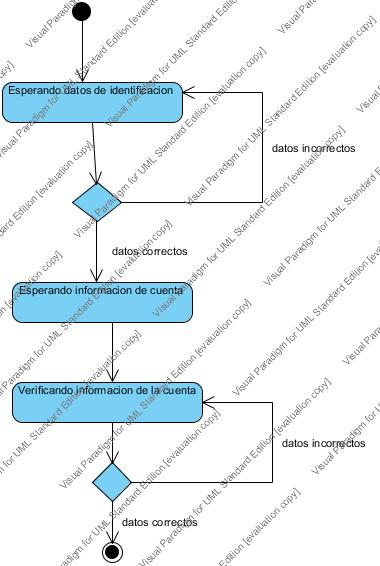 Esperando datos de identificacion
datos incorrectos
datos correctos
Esperando informacion de cuenta
Verificando informacion de la cuenta
datos incorrectos
datos correctos
Visual Paradigm for UML Standard Edition [evaluation copy]